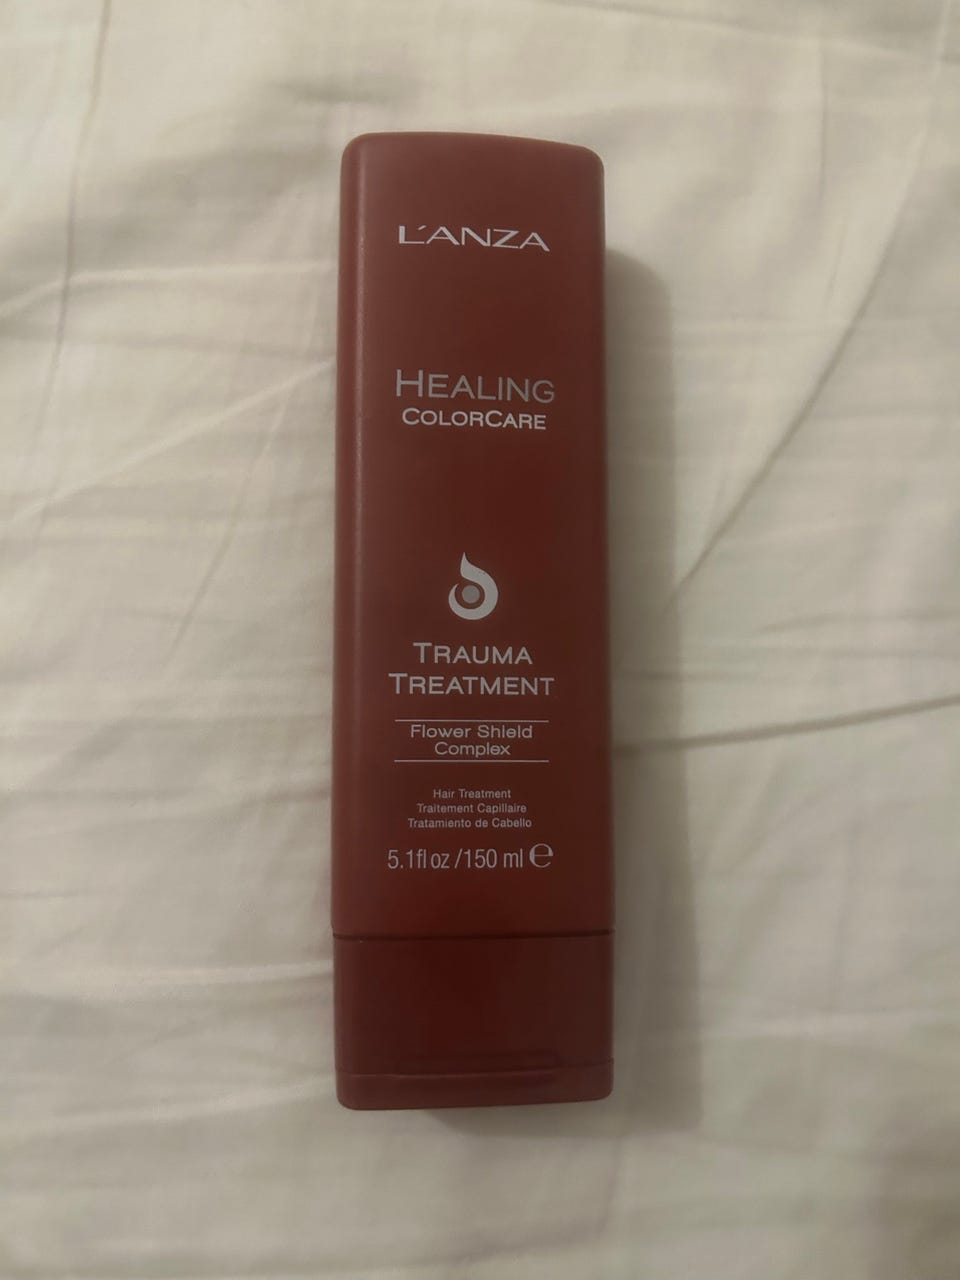 L'ANZA
HEALING
COLORCARE
TRAUMA
TREATMENT
Flower Shield
Complex
Hair Treatment
Traitement Capillaire
Tratamiento de Cabello
5.1fl oz /150 ml ℮